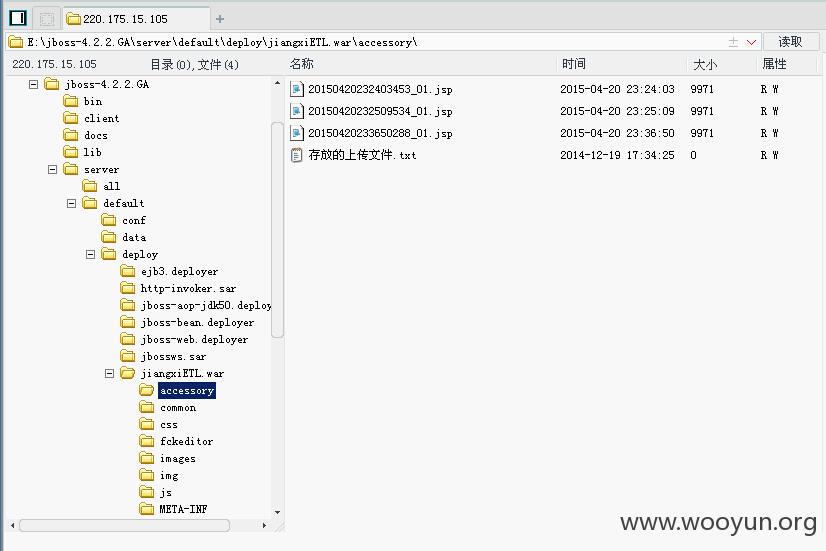 220.175.15.105
E:\jboss-4.2.2.GA\server\default\deploy\jiangxiETL.war\accessory\
读取
220.175.15.105 目录(0),文件(4)
名称 时间 大小 属性
jboss-4.2.2.GA
bin
client
docs
lib
server
all
default
conf
data
deploy
ejb3.deployer
http-invoker.sar
jboss-aop-jdk50.deploy
jboss-bean.deployer
jboss-web.deployer
jbossws.sar
jiangxiETL.war
accessory
common
css
fckeditor
images
img
js
META-INF
20150420232403453_01.jsp 2015-04-20 23:24:03 9971 R W
20150420232509534_01.jsp 2015-04-20 23:25:09 9971 R W
20150420233650288_01.jsp 2015-04-20 23:36:50 9971 R W
存放的上传文件.txt 2014-12-19 17:34:25 0 R W
www.wooyun.org